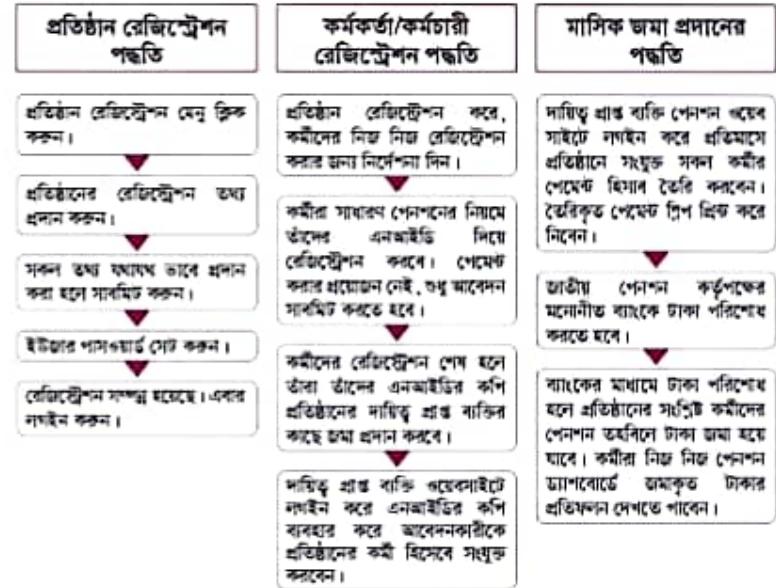 প্রতিষ্ঠান রেজিস্ট্রেশন
পদ্ধতি
প্রতিষ্ঠান রেজিস্ট্রেশন মেনু ক্লিক
করুন।
প্রতিষ্ঠানের রেজিস্ট্রেশন তথ্য
প্রদান করুন।
সকল তথ্য যথাযথ ভাবে প্রদান
করা হলে সাবমিট করুন।
ইউজার পাসওয়ার্ড সেট করুন।
রেজিস্ট্রেশন সম্পন্ন হয়েছে। এবার
লগইন করুন।
কর্মকর্তা/কর্মচারী
রেজিস্ট্রেশন পদ্ধতি
প্রতিষ্ঠান রেজিস্ট্রেশন করে,
কর্মীদের নিজ নিজ রেজিস্ট্রেশন
করার জন্য নির্দেশনা দিন।
কর্মীরা সাধারণ পেনশনের নিয়মে
তাঁদের এনআইডি দিয়ে
রেজিস্ট্রেশন করবে। পেমেন্ট
করার প্রয়োজন নেই, শুধু আবেদন
সাবমিট করতে হবে।
কর্মীদের রেজিস্ট্রেশন শেষ হলে
তাঁরা তাঁদের এনআইডির কপি
প্রতিষ্ঠানের দায়িত্ব প্রাপ্ত ব্যক্তির
কাছে জমা প্রদান করবে।
দায়িত্ব প্রাপ্ত ব্যক্তি ওয়েবসাইটে
লগইন করে এনআইডির কপি
ব্যবহার করে আবেদনকারীকে
প্রতিষ্ঠানের কর্মী হিসেবে সংযুক্ত
করবেন।
মাসিক জমা প্রদানের
পদ্ধতি
দায়িত্ব প্রাপ্ত ব্যক্তি পেনশন ওয়েব
সাইটে লগইন করে প্রতিমাসে
প্রতিষ্ঠানে সংযুক্ত সকল কর্মীর
পেমেন্ট হিসাব তৈরি করবেন।
তৈরিকৃত পেমেন্ট স্লিপ প্রিন্ট করে
নিবেন।
জাতীয় পেনশন কর্তৃপক্ষের
মনোনীত ব্যাংকে টাকা পরিশোধ
করতে হবে।
ব্যাংকের মাধ্যমে টাকা পরিশোধ
হলে প্রতিষ্ঠানের সংশ্লিষ্ট কর্মীদের
পেনশন তহবিলে টাকা জমা হয়ে
যাবে। কর্মীরা নিজ নিজ পেনশন
ড্যাশবোর্ডে জমাকৃত টাকার
প্রতিফলন দেখতে পাবেন।